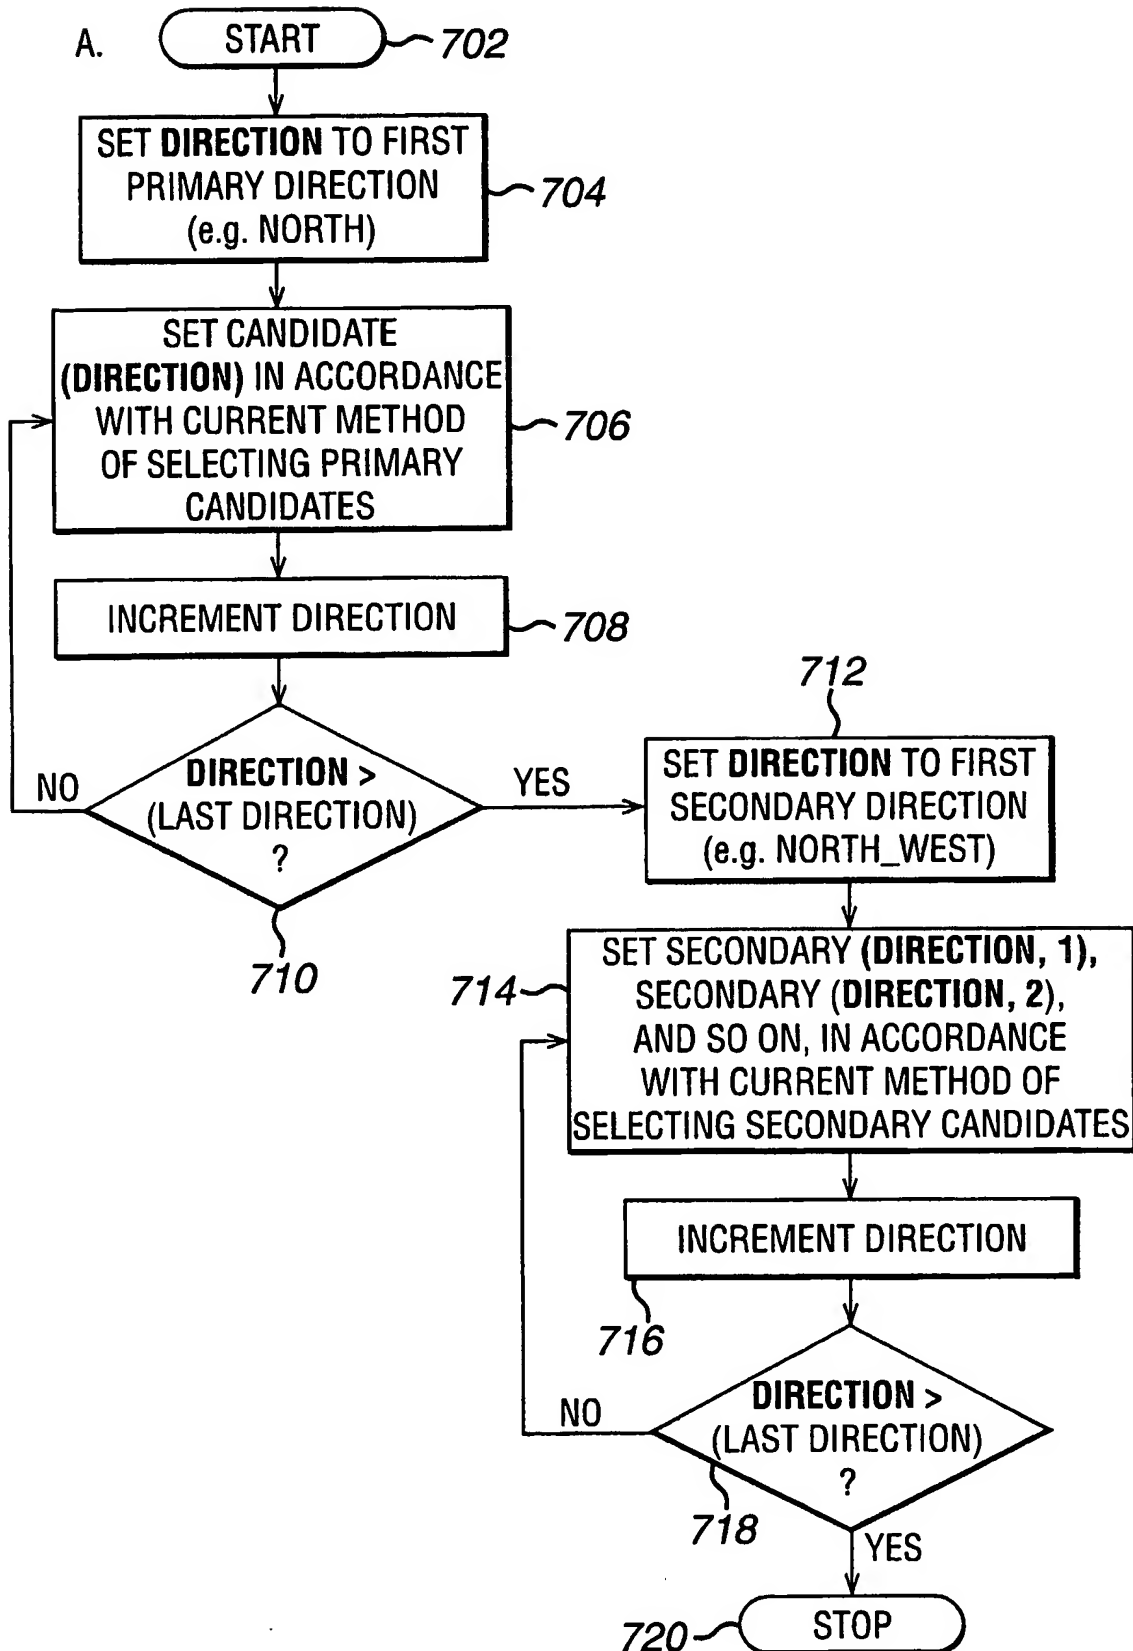 A.
START
702
SET DIRECTION TO FIRST
PRIMARY DIRECTION
(e.g. NORTH)
704
SET CANDIDATE
(DIRECTION) IN ACCORDANCE
WITH CURRENT METHOD
OF SELECTING PRIMARY
CANDIDATES
706
INCREMENT DIRECTION
708
DIRECTION >
(LAST DIRECTION)
?
NO
YES
710
712
SET DIRECTION TO FIRST
SECONDARY DIRECTION
(e.g. NORTH_WEST)
SET SECONDARY (DIRECTION, 1),
SECONDARY (DIRECTION, 2),
AND SO ON, IN ACCORDANCE
WITH CURRENT METHOD OF
SELECTING SECONDARY CANDIDATES
714
INCREMENT DIRECTION
716
DIRECTION >
(LAST DIRECTION)
?
NO
718
YES
STOP
720